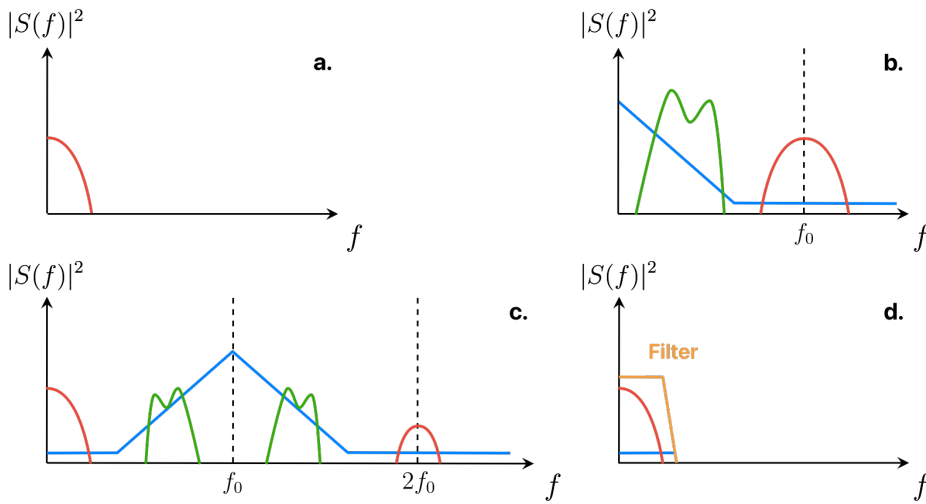 |S(f)|²
a.
f
|S(f)|²
b.
f₀
f
|S(f)|²
c.
f₀
2f₀
f
|S(f)|²
d.
Filter
f